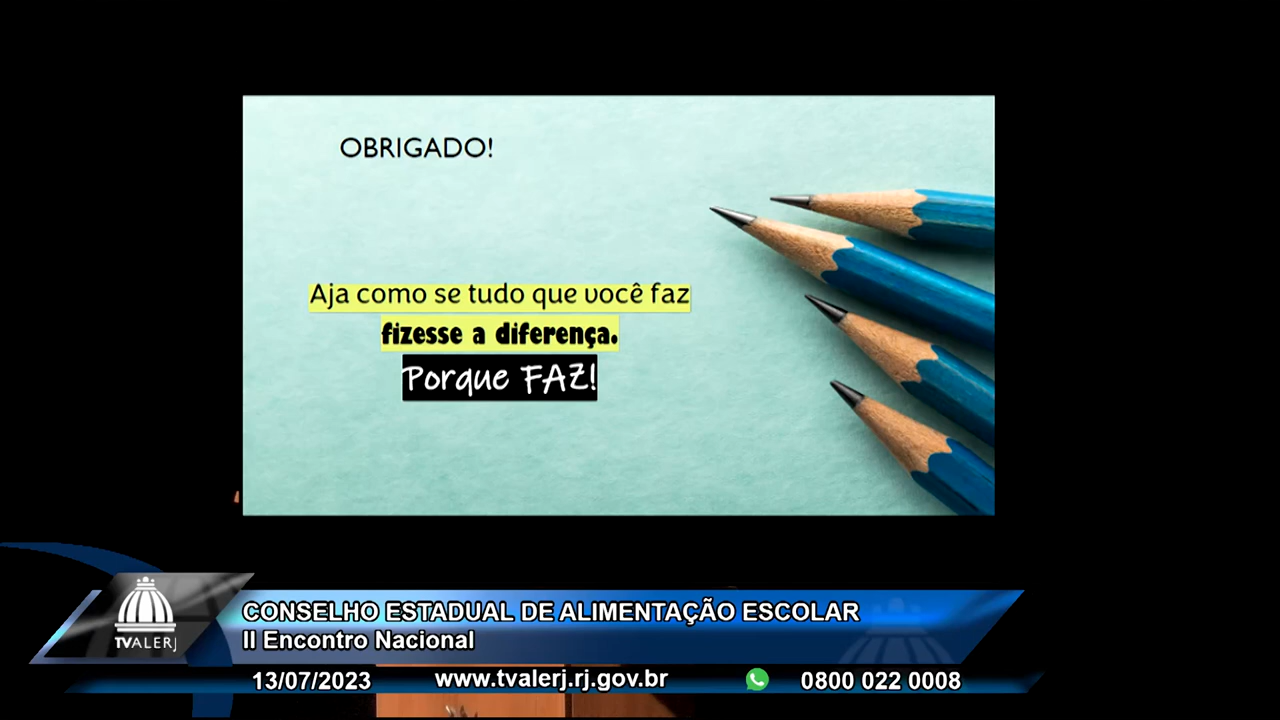 OBRIGADO!
Aja como se tudo que você faz
fizesse a diferença.
Porque FAZ!
CONSELHO ESTADUAL DE ALIMENTAÇÃO ESCOLAR
II Encontro Nacional
TVALERJ
13/07/2023
www.tvalerj.rj.gov.br
0800 022 0008